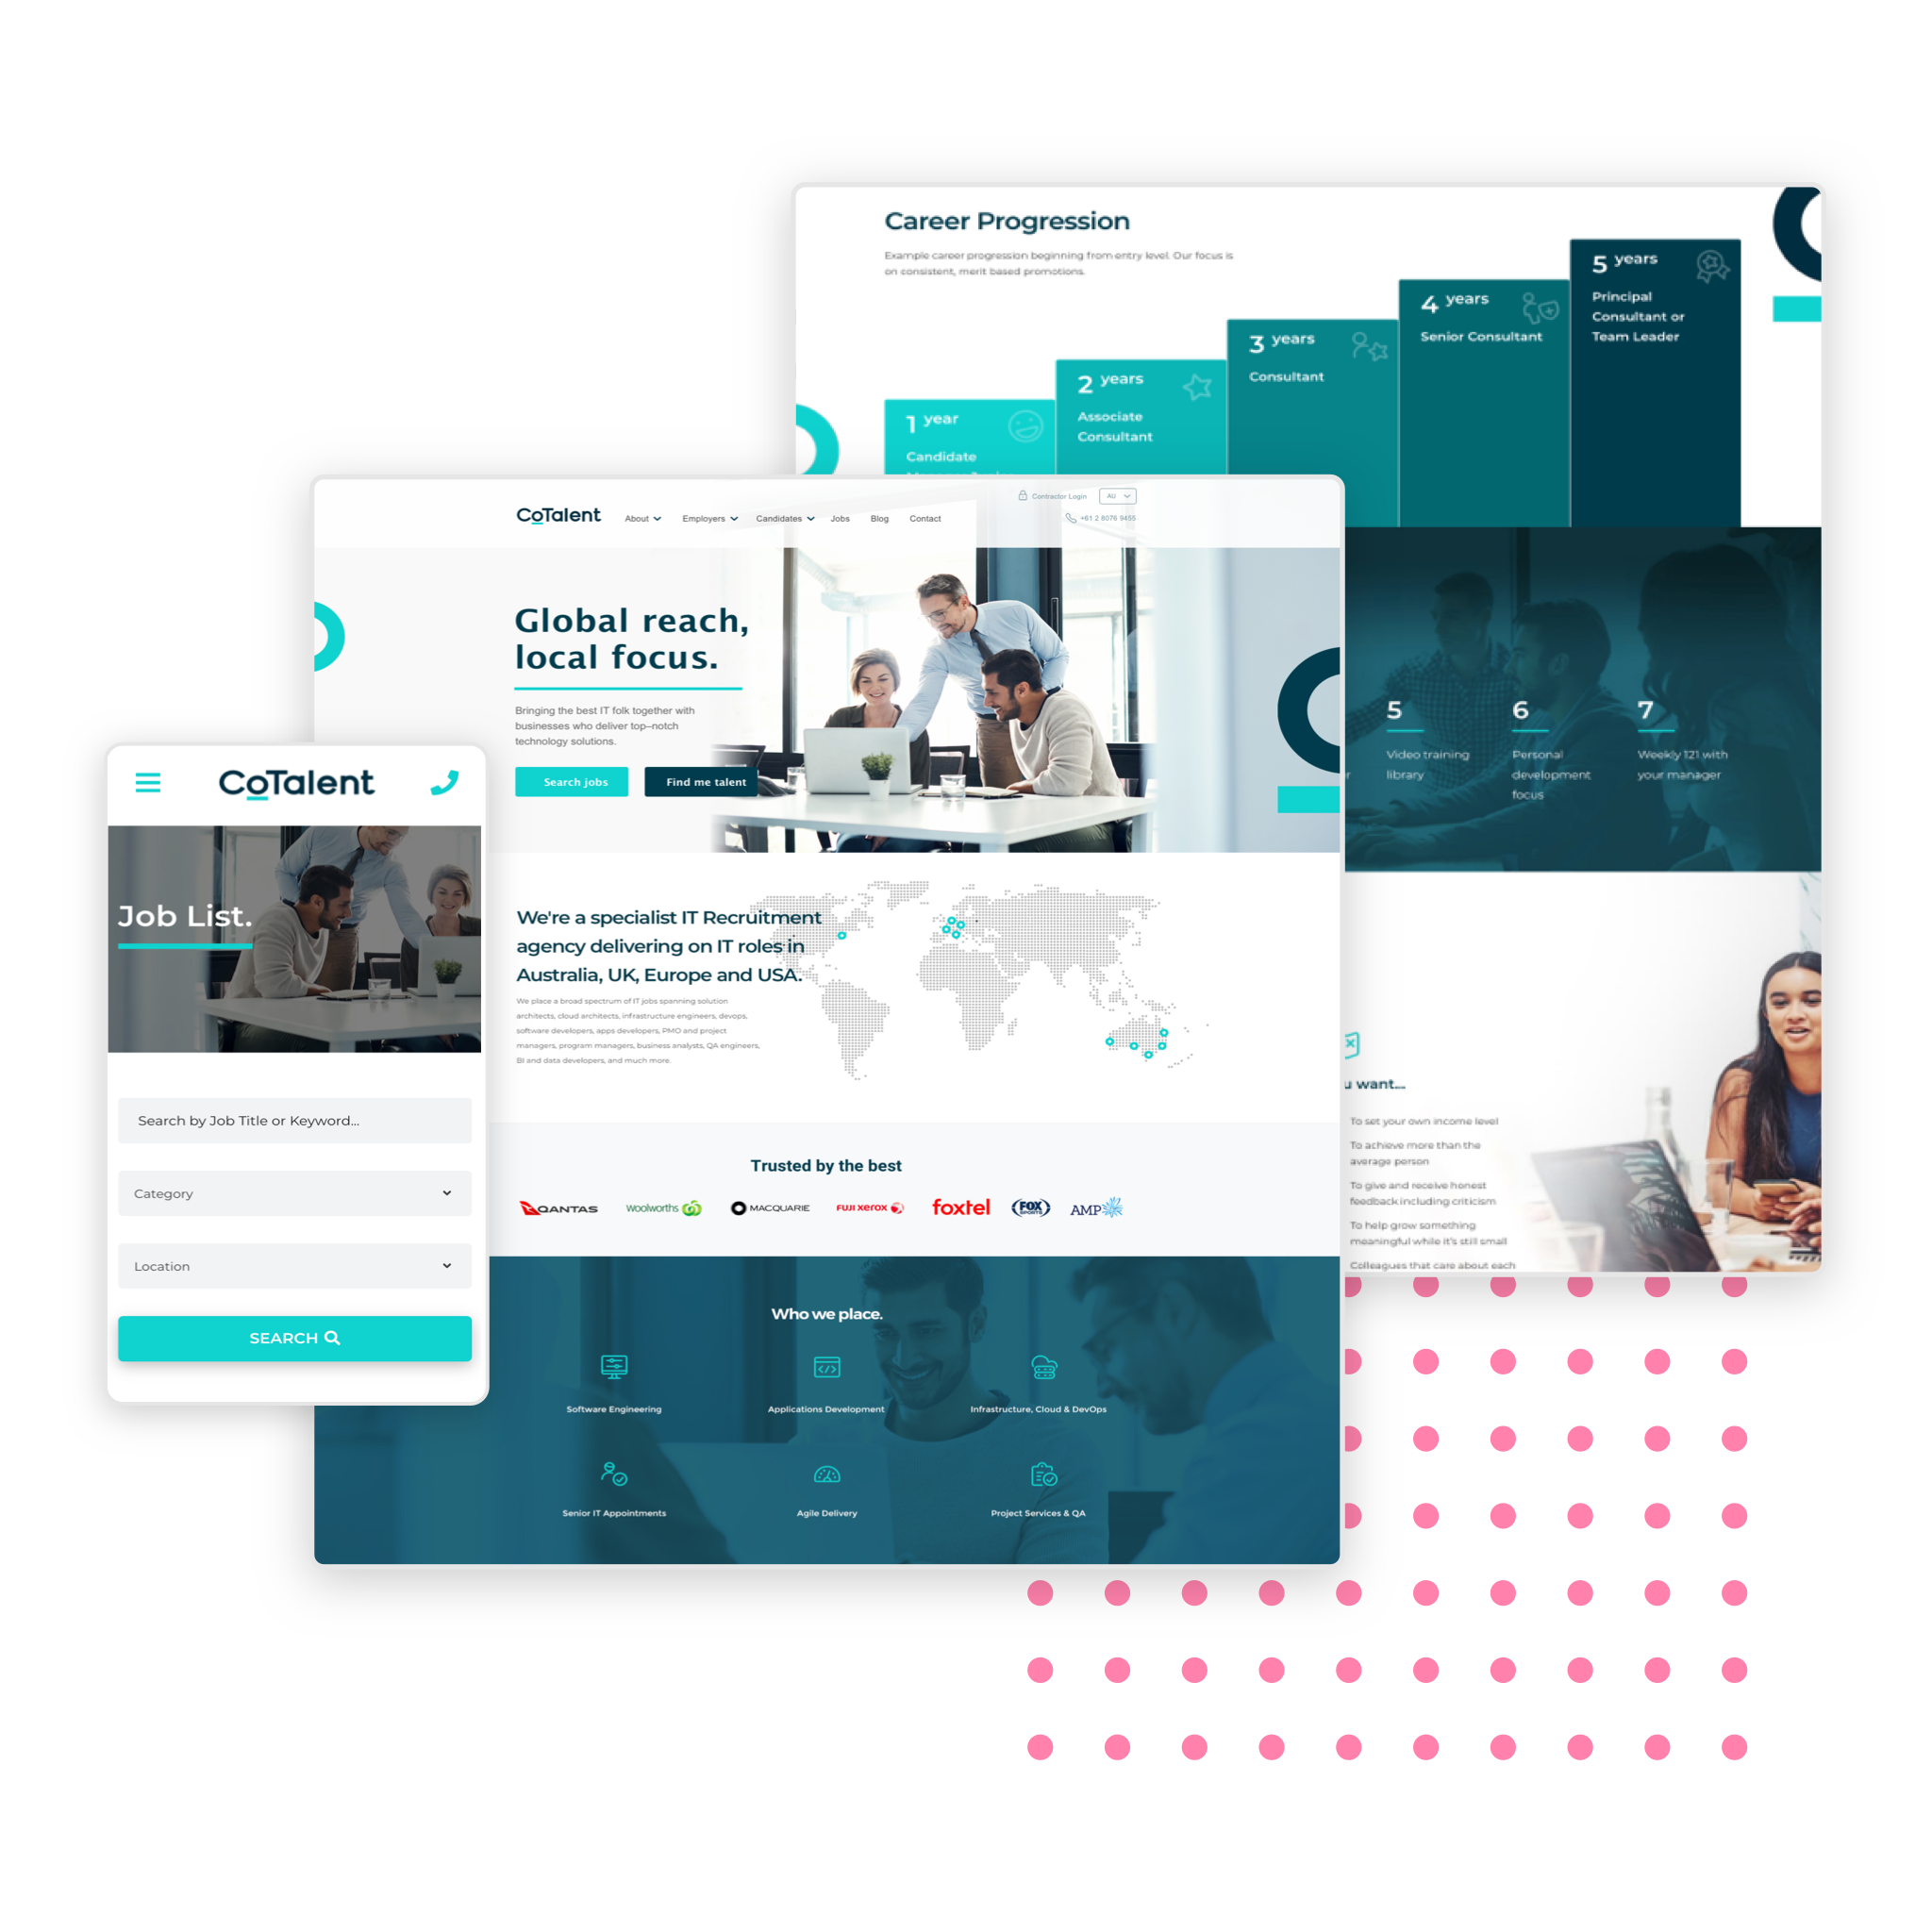 Career Progression
Example career progression beginning from entry level. Our focus is
on consistent, merit based promotions.
1 year
Candidate
2 years
Associate
Consultant
3 years
Consultant
4 years
Senior Consultant
5 years
Principal
Consultant or
Team Leader
5
Video training
library
6
Personal
development
focus
7
Weekly 121 with
your manager
u want...
To set your own income level
To achieve more than the
average person
To give and receive honest
feedback including criticism
To help grow something
meaningful while it's still small
Colleagues that care about each
Contractor Login
AU
CoTalent
About
Employers
Candidates
Jobs
Blog
Contact
+61 2 8076 9455
Global reach,
local focus.
Bringing the best IT folk together with
businesses who deliver top–notch
technology solutions.
Search jobs
Find me talent
We're a specialist IT Recruitment
agency delivering on IT roles in
Australia, UK, Europe and USA.
We place a broad spectrum of IT jobs spanning solution
architects, cloud architects, infrastructure engineers, devops,
software developers, apps developers, PMO and project
managers, program managers, business analysts, QA engineers,
BI and data developers, and much more.
Trusted by the best
QANTAS
woolworths
MACQUARIE
FUJI xerox
foxtel
FOX
SPORTS
AMP
Who we place.
Software Engineering
Applications Development
Infrastructure, Cloud & DevOps
Senior IT Appointments
Agile Delivery
Project Services & QA
CoTalent
Job List.
Search by Job Title or Keyword...
Category
Location
SEARCH